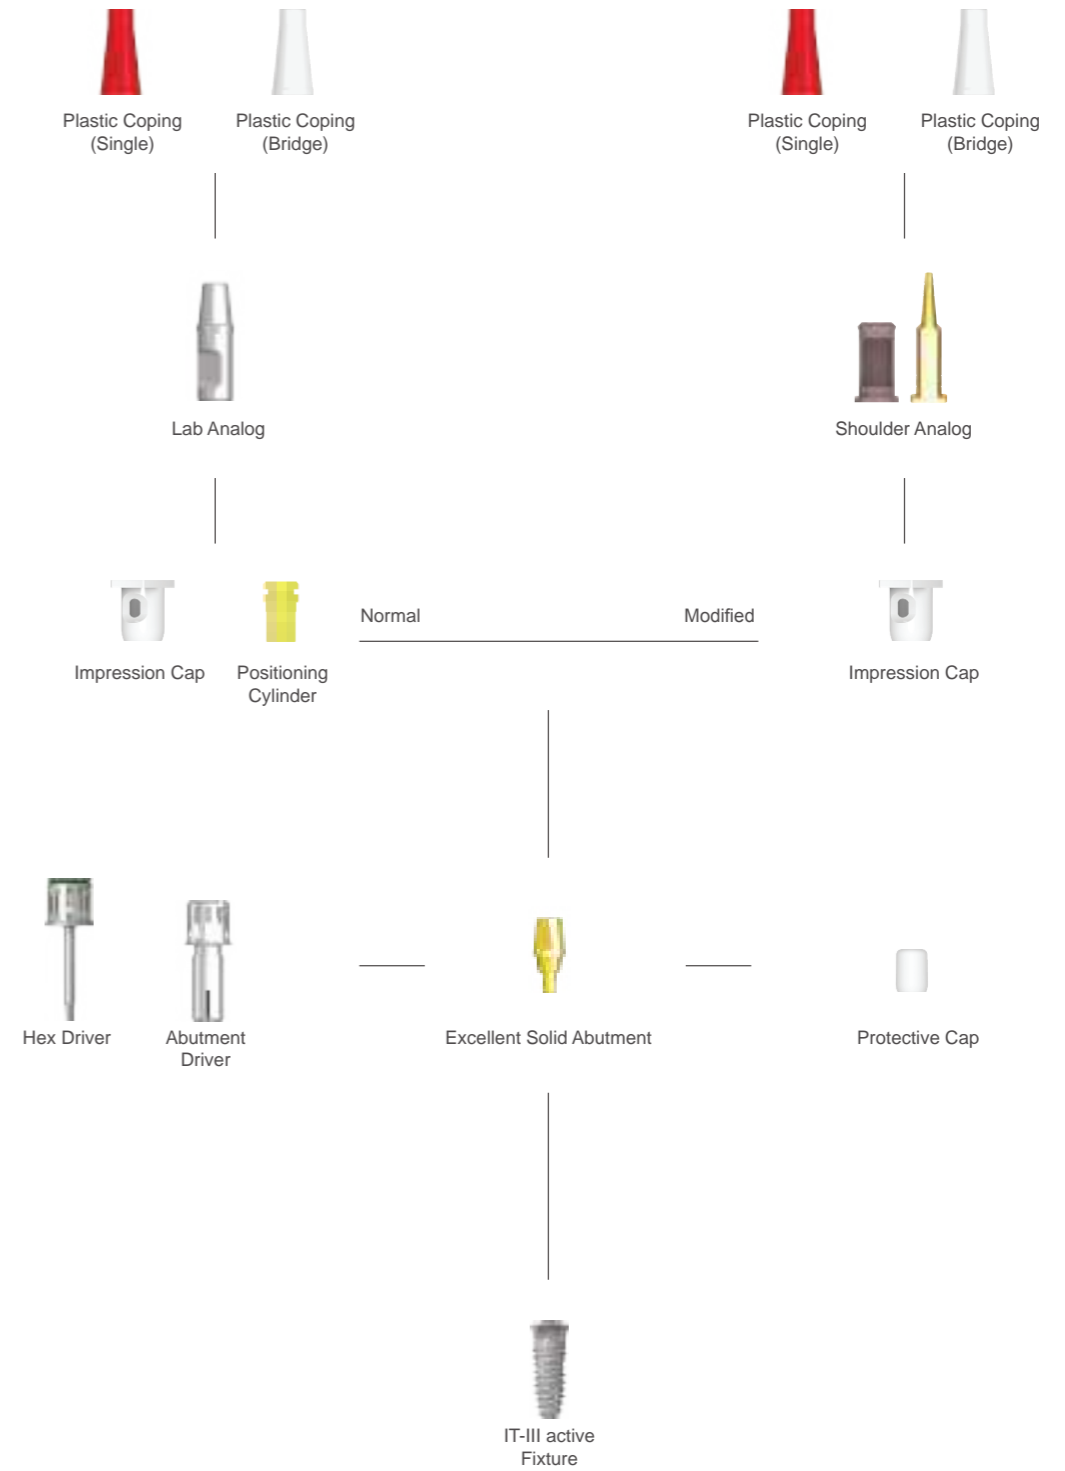 Plastic Coping
(Single)
Plastic Coping
(Bridge)
Plastic Coping
(Single)
Plastic Coping
(Bridge)
Lab Analog
Shoulder Analog
Impression Cap
Positioning
Cylinder
Normal
Modified
Impression Cap
Hex Driver
Abutment
Driver
Excellent Solid Abutment
Protective Cap
IT-III active
Fixture